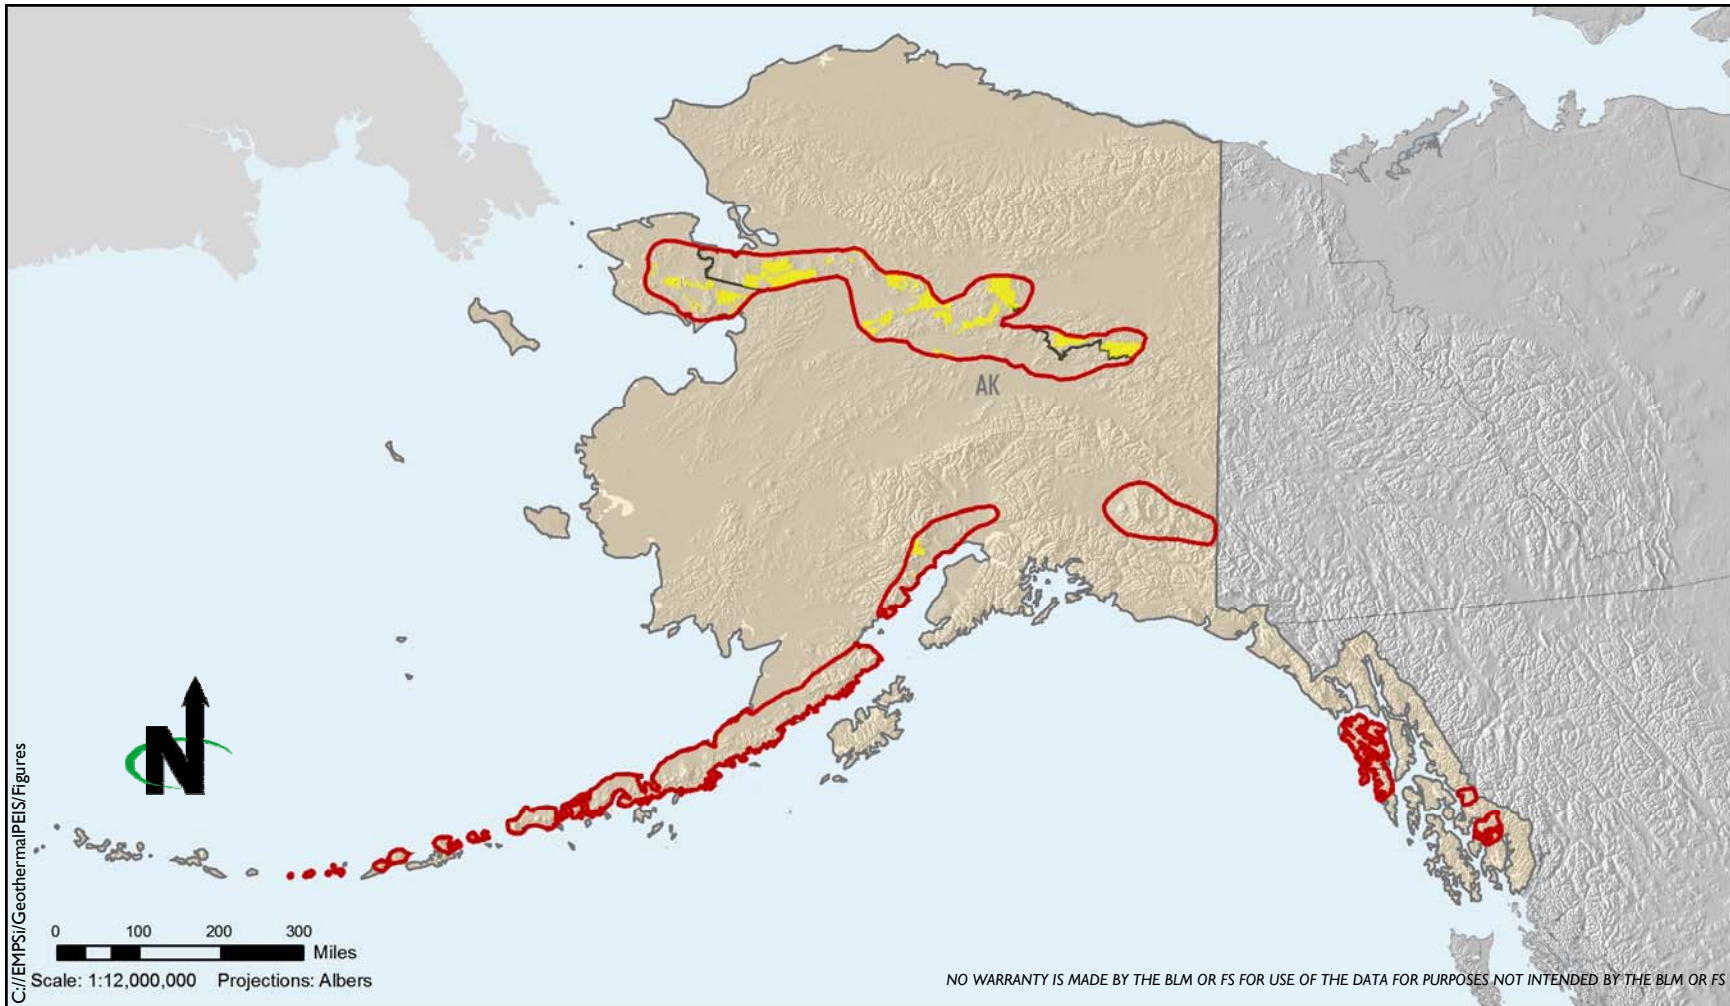 AK
C://EMPSi/GeothermalPEIS/Figures
N
0 100 200 300
Miles
Scale: 1:12,000,000 Projections: Albers
NO WARRANTY IS MADE BY THE BLM OR FS FOR USE OF THE DATA FOR PURPOSES NOT INTENDED BY THE BLM OR FS